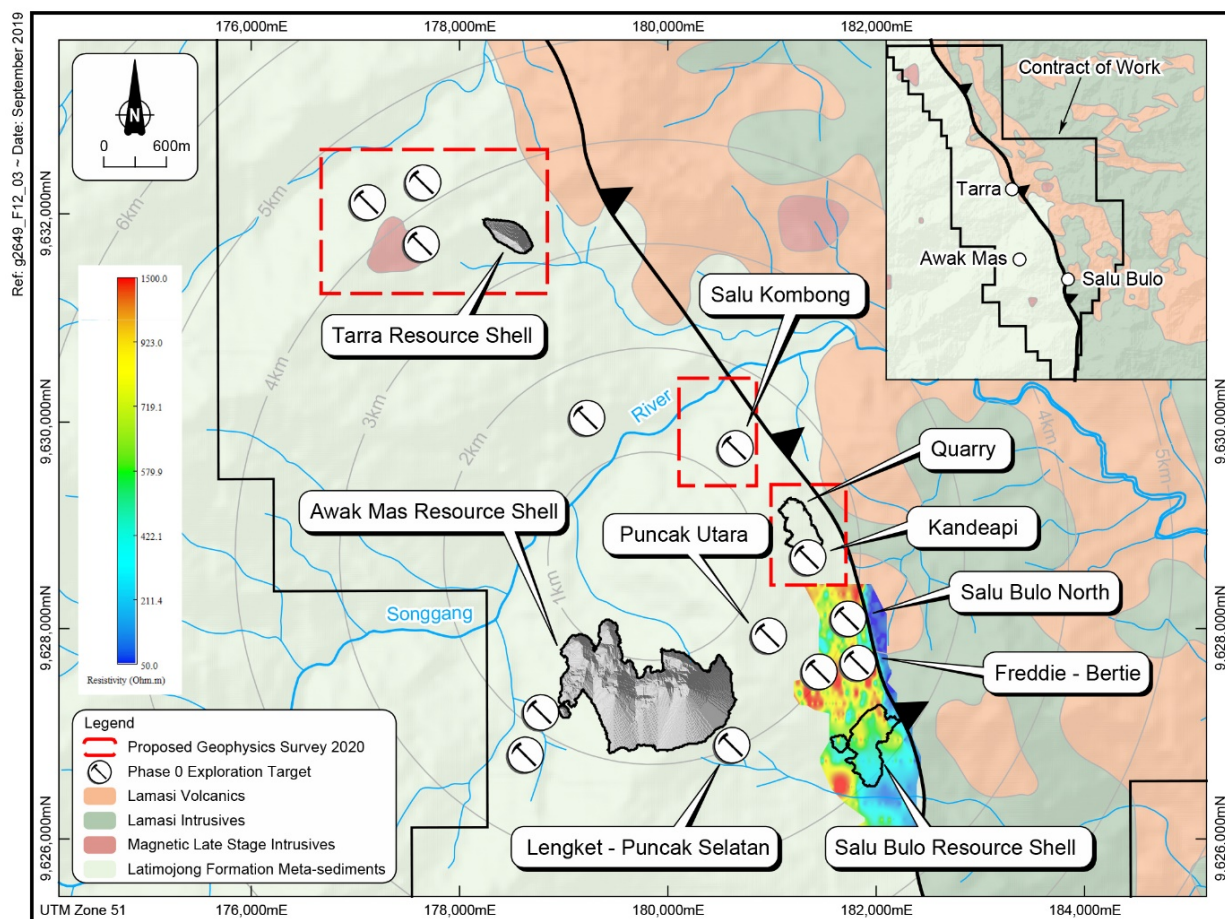 Ref: g2649_F12_03 ~ Date: September 2019
176,000mE
178,000mE
180,000mE
182,000mE
N
0 600m
Contract of Work
Tarra
Awak Mas
Salu Bulo
9,632,000mN
6km
5km
4km
3km
2km
1km
4km
5km
Tarra Resource Shell
Salu Kombong
River
9,630,000mN
9,630,000mN
Quarry
Awak Mas Resource Shell
Puncak Utara
Kandeapi
Salu Bulo North
Songgang
9,628,000mN
9,628,000mN
Freddie - Bertie
1500.0
923.0
719.1
579.9
422.1
211.4
50.0
Resistivity (Ohm.m)
Legend
Proposed Geophysics Survey 2020
Phase 0 Exploration Target
Lamasi Volcanics
Lamasi Intrusives
Magnetic Late Stage Intrusives
Latimojong Formation Meta-sediments
Lengket - Puncak Selatan
Salu Bulo Resource Shell
9,626,000mN
9,626,000mN
UTM Zone 51
176,000mE
178,000mE
180,000mE
182,000mE
184,000mE